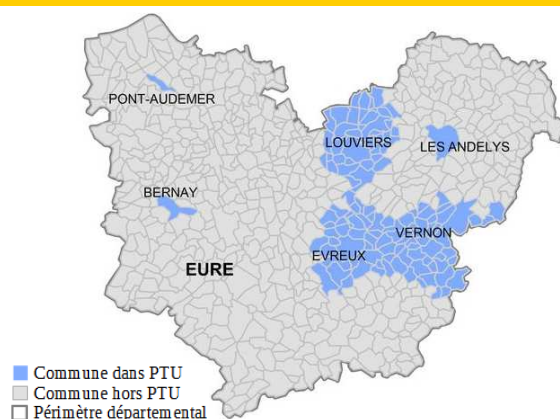 PONT-AUDEMER
LOUVIERS
LES ANDELYS
BERNAY
VERNON
EVREUX
EURE
Commune dans PTU
Commune hors PTU
Périmètre départemental